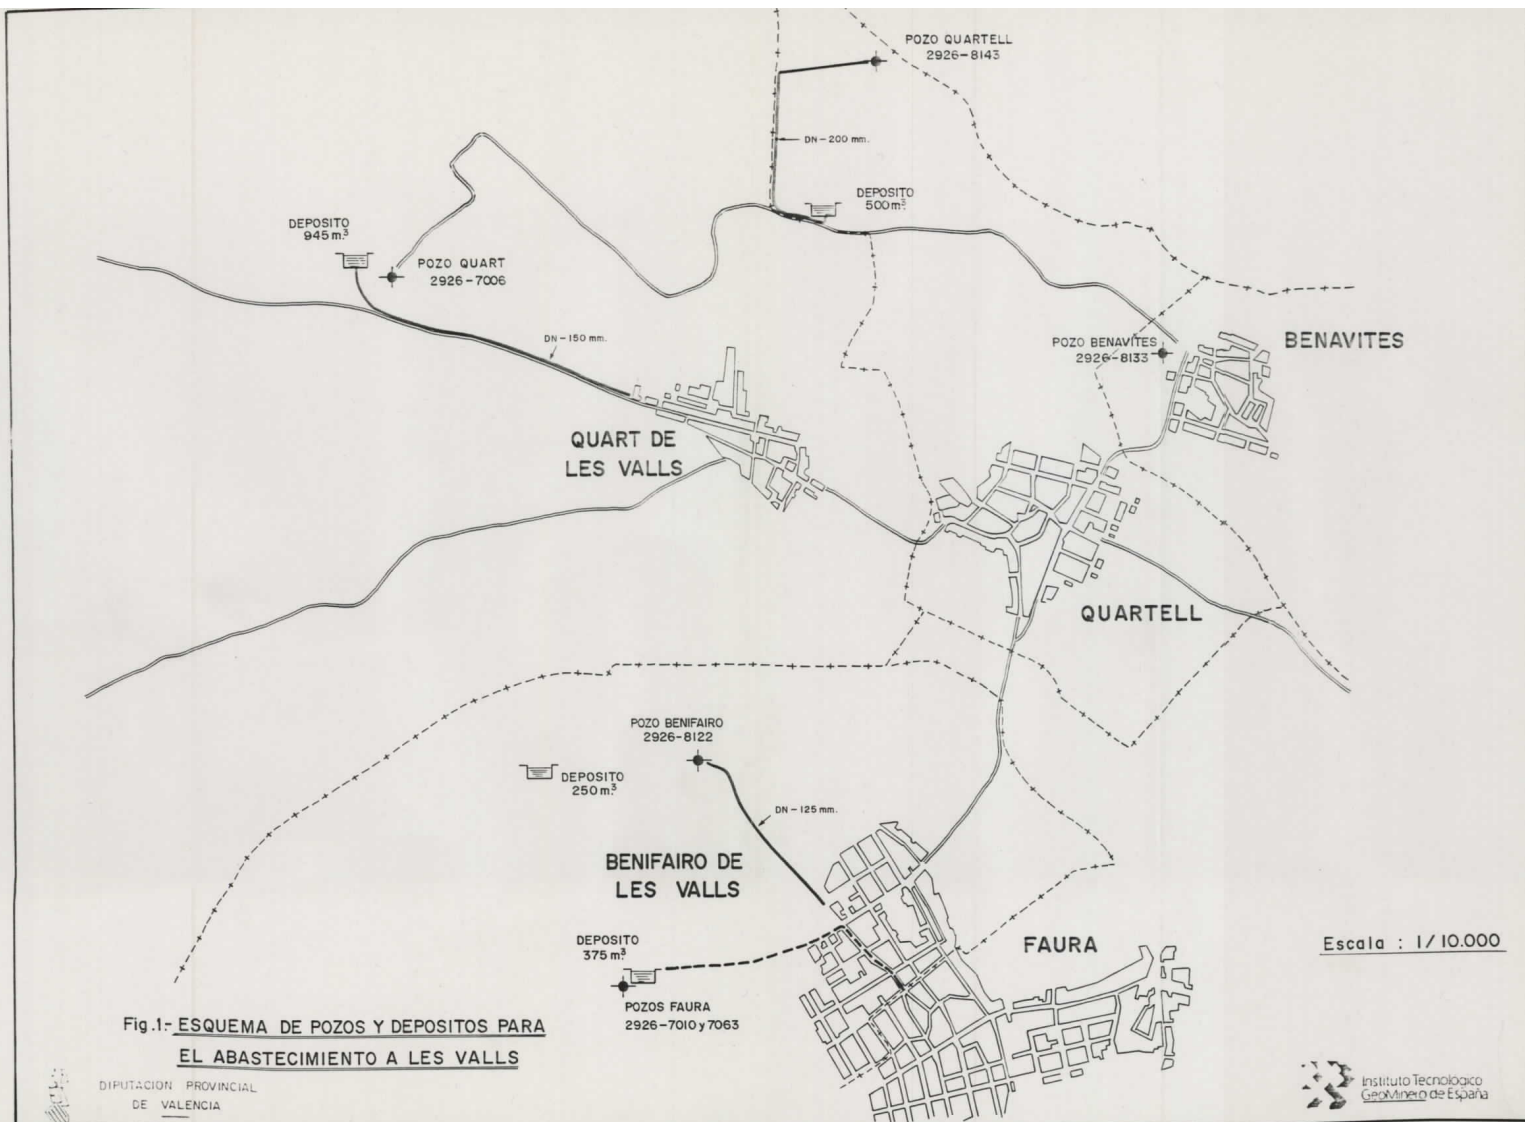 POZO QUARTELL
2926-8143
DN-200 mm.
DEPOSITO
500 m³.
DEPOSITO
945 m³.
POZO QUART
2926-7006
DN-150 mm.
POZO BENAVITES
2926-8133
BENAVITES
QUART DE
LES VALLS
QUARTELL
POZO BENIFAIRO
2926-8122
DEPOSITO
250 m³.
DN-125 mm.
BENIFAIRO DE
LES VALLS
DEPOSITO
375 m³
FAURA
Escala : 1/10.000
POZOS FAURA
2926-7010 y 7063
Fig.1.- ESQUEMA DE POZOS Y DEPOSITOS PARA
EL ABASTECIMIENTO A LES VALLS
DIPUTACION PROVINCIAL
DE VALENCIA
Instituto Tecnologico
GeoMinero de España